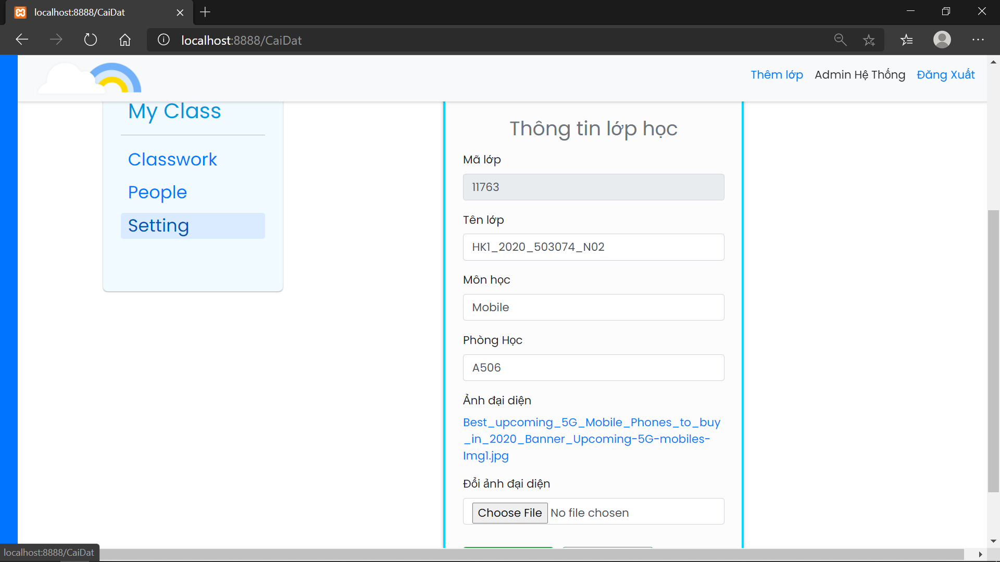 localhost:8888/CaiDat
localhost:8888/CaiDat
Thêm lớp Admin Hệ Thống Đăng Xuất
My Class
Classwork
People
Setting
Thông tin lớp học
Mã lớp
11763
Tên lớp
HK1_2020_503074_N02
Môn học
Mobile
Phòng Học
A506
Ảnh đại diện
Best_upcoming_5G_Mobile_Phones_to_buy
_in_2020_Banner_Upcoming-5G-mobiles-
Img1.jpg
Đổi ảnh đại diện
Choose File No file chosen
localhost:8888/CaiDat